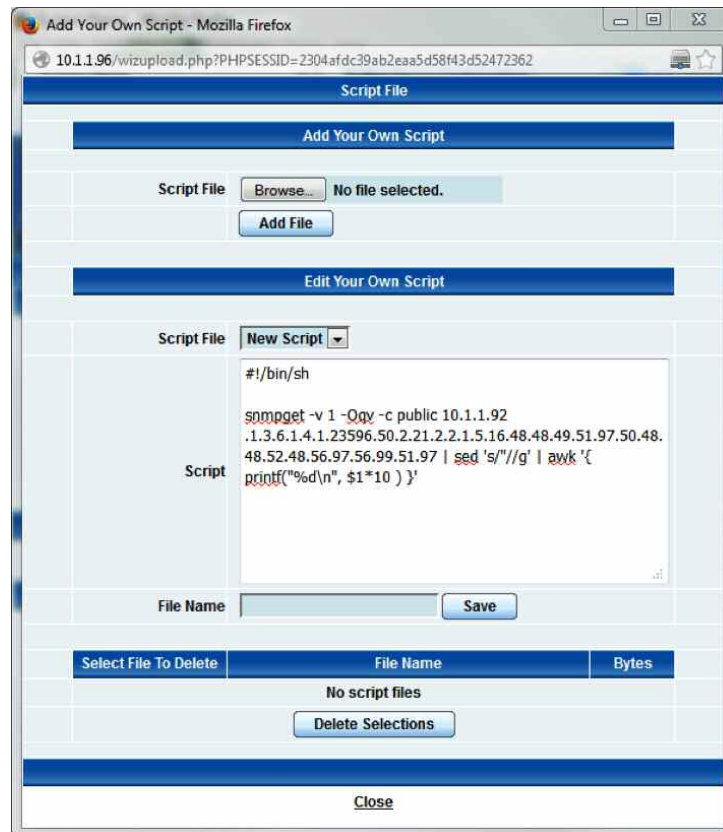 Add Your Own Script - Mozilla Firefox
10.1.1.96/wizupload.php?PHPSESSID=2304afdc39ab2eaa5d58f43d52472362
Script File
Add Your Own Script
Script File Browse... No file selected.
Add File
Edit Your Own Script
Script File New Script
#!/bin/sh
snmpget -v 1 -Oqv -c public 10.1.1.92
.1.3.6.1.4.1.23596.50.2.21.2.2.1.5.16.48.48.49.51.97.50.48.
48.52.48.56.97.56.99.51.97 | sed 's/"//g' | awk '{
Script printf("%d\n", $1*10 ) }'
File Name Save
Select File To Delete File Name Bytes
No script files
Delete Selections
Close